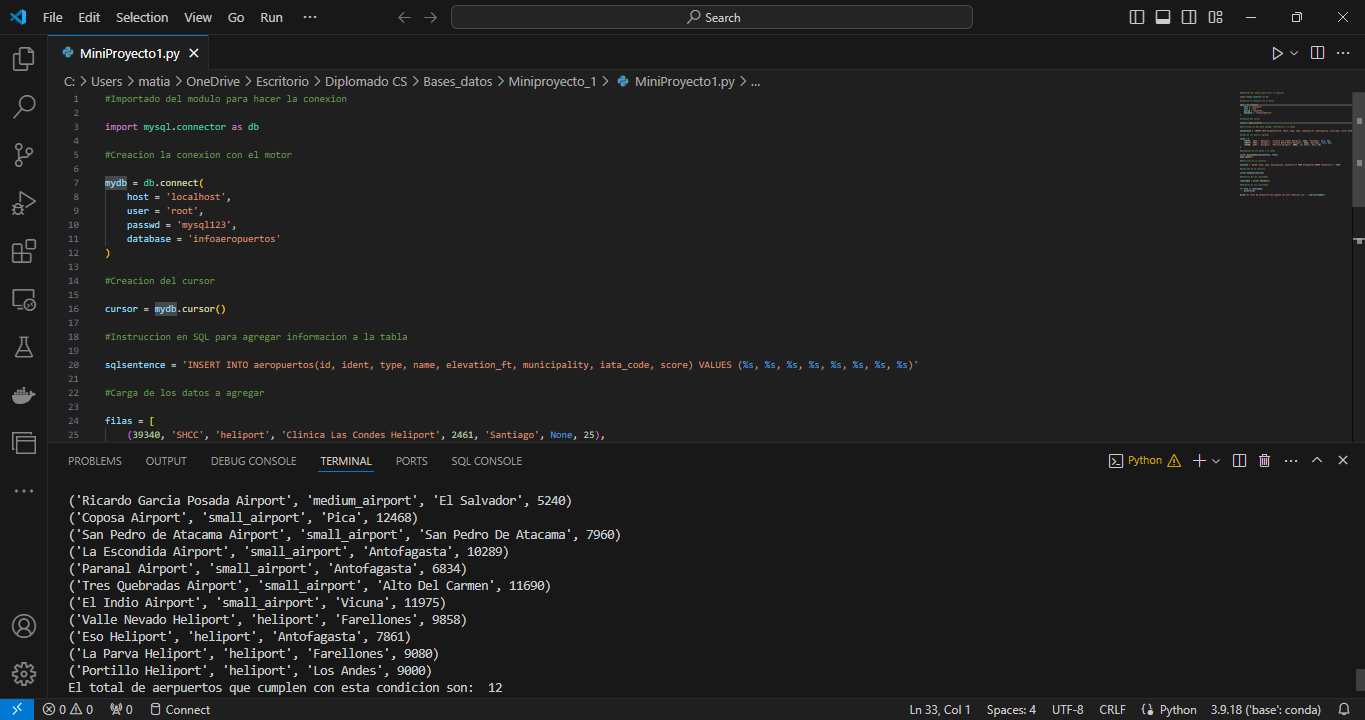 File Edit Selection View Go Run ··· Search
MiniProyecto1.py
C: > Users > matia > OneDrive > Escritorio > Diplomado CS > Bases_datos > Miniproyecto_1 > MiniProyecto1.py > ...
1 #Importado del modulo para hacer la conexion
2
3 import mysql.connector as db
4
5 #Creacion la conexion con el motor
6
7 mydb = db.connect(
8 host = 'localhost',
9 user = 'root',
10 passwd = 'mysql123',
11 database = 'infoaeropuertos'
12 )
13
14 #Creacion del cursor
15
16 cursor = mydb.cursor()
17
18 #Instruccion en SQL para agregar informacion a la tabla
19
20 sqlsentence = 'INSERT INTO aeropuertos(id, ident, type, name, elevation_ft, municipality, iata_code, score) VALUES (%s, %s, %s, %s, %s, %s, %s, %s)'
21
22 #Carga de los datos a agregar
23
24 filas = [
25 (39340, 'SHCC', 'heliport', 'Clinica Las Condes Heliport', 2461, 'Santiago', None, 25),
PROBLEMS OUTPUT DEBUG CONSOLE TERMINAL PORTS SQL CONSOLE Python
('Ricardo Garcia Posada Airport', 'medium_airport', 'El Salvador', 5240)
('Coposa Airport', 'small_airport', 'Pica', 12468)
('San Pedro de Atacama Airport', 'small_airport', 'San Pedro De Atacama', 7960)
('La Escondida Airport', 'small_airport', 'Antofagasta', 10289)
('Paranal Airport', 'small_airport', 'Antofagasta', 6834)
('Tres Quebradas Airport', 'small_airport', 'Alto Del Carmen', 11690)
('El Indio Airport', 'small_airport', 'Vicuna', 11975)
('Valle Nevado Heliport', 'heliport', 'Farellones', 9858)
('Eso Heliport', 'heliport', 'Antofagasta', 7861)
('La Parva Heliport', 'heliport', 'Farellones', 9080)
('Portillo Heliport', 'heliport', 'Los Andes', 9000)
El total de aerpuertos que cumplen con esta condicion son:  12
0 0 0 Connect Ln 33, Col 1 Spaces: 4 UTF-8 CRLF Python 3.9.18 ('base': conda)